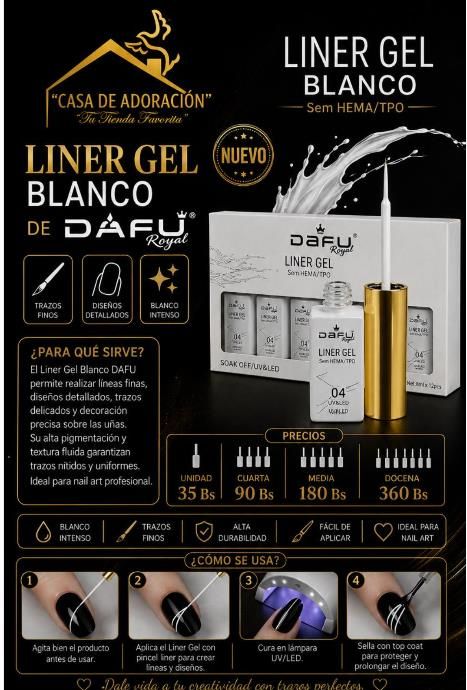 "CASA DE ADORACIÓN"
"Tu Tienda Favorita"
LINER GEL
BLANCO
Sem HEMA/TPO
LINER GEL
BLANCO
DE DAFU®
Royal
NUEVO
TRAZOS
FINOS
DISEÑOS
DETALLADOS
BLANCO
INTENSO
DAFU®
Royal
LINER GEL
Sem HEMA/TPO
SOAK OFF/UV&LED
DAFU
Royal
LINER GEL
Sem HEMA/TPO
04
UV&LED
¿PARA QUÉ SIRVE?
El Liner Gel Blanco DAFU
permite realizar líneas finas,
diseños detallados, trazos
delicados y decoración
precisa sobre las uñas.
Su alta pigmentación y
textura fluida garantizan
trazos nítidos y uniformes.
Ideal para nail art profesional.
PRECIOS
UNIDAD
35 Bs
CUARTA
90 Bs
MEDIA
180 Bs
DOCENA
360 Bs
BLANCO
INTENSO
TRAZOS
FINOS
ALTA
DURABILIDAD
FÁCIL DE
APLICAR
IDEAL PARA
NAIL ART
¿CÓMO SE USA?
1
Agita bien el producto
antes de usar.
2
Aplica el Liner Gel con
pincel liner para crear
líneas y diseños.
3
Cura en lámpara
UV/LED.
4
Sella con top coat
para proteger y
prolongar el diseño.
Dale vida a tu creatividad con trazos perfectos.